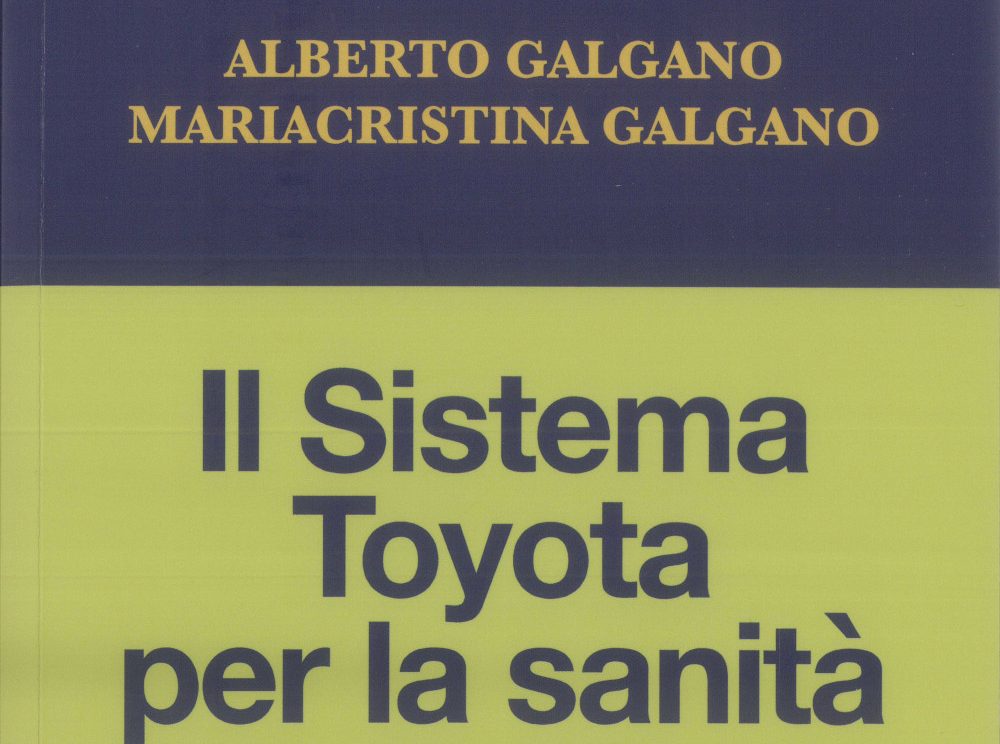 ALBERTO GALGANO
MARIACRISTINA GALGANO
Il Sistema
Toyota
per la sanità